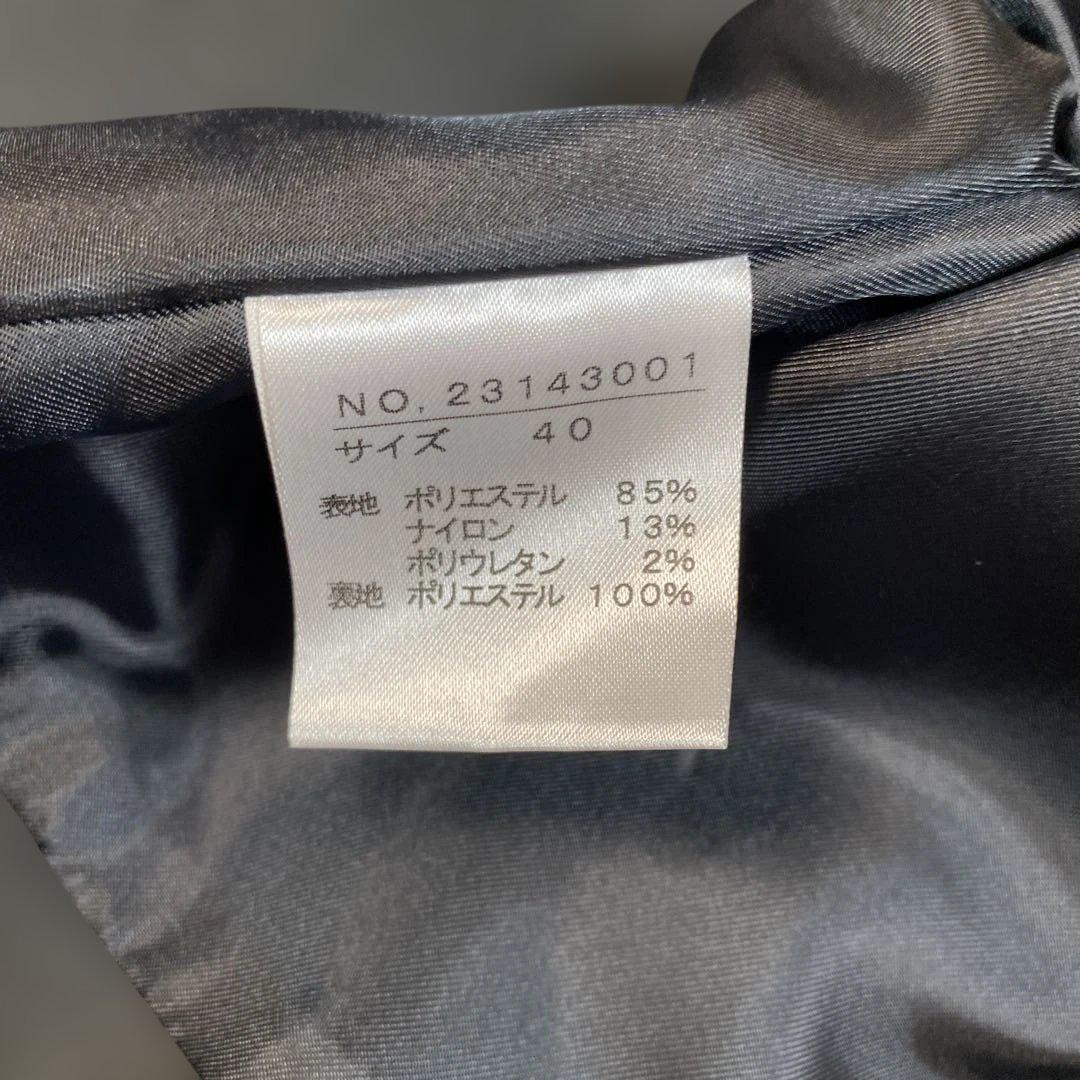 NO. 23143001
サイズ 40
表地 ポリエステル 85%
ナイロン 13%
ポリウレタン 2%
裏地 ポリエステル 100%